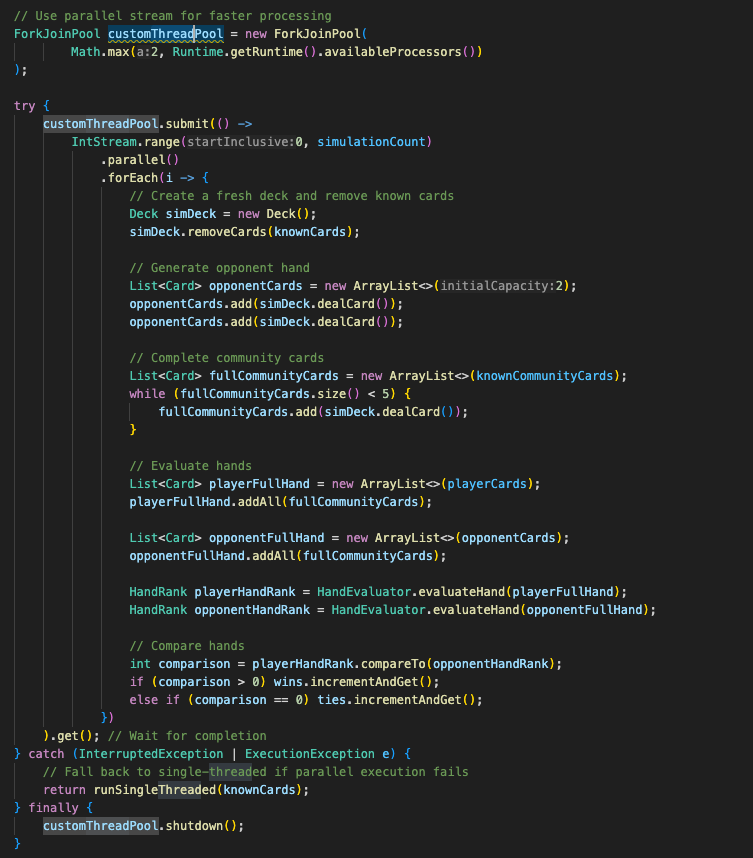 // Use parallel stream for faster processing
ForkJoinPool customThreadPool = new ForkJoinPool(
Math.max(a:2, Runtime.getRuntime().availableProcessors())
);
try {
customThreadPool.submit(() ->
IntStream.range(startInclusive:0, simulationCount)
.parallel()
.forEach(i -> {
// Create a fresh deck and remove known cards
Deck simDeck = new Deck();
simDeck.removeCards(knownCards);
// Generate opponent hand
List<Card> opponentCards = new ArrayList<>(initialCapacity:2);
opponentCards.add(simDeck.dealCard());
opponentCards.add(simDeck.dealCard());
// Complete community cards
List<Card> fullCommunityCards = new ArrayList<>(knownCommunityCards);
while (fullCommunityCards.size() < 5) {
fullCommunityCards.add(simDeck.dealCard());
}
// Evaluate hands
List<Card> playerFullHand = new ArrayList<>(playerCards);
playerFullHand.addAll(fullCommunityCards);
List<Card> opponentFullHand = new ArrayList<>(opponentCards);
opponentFullHand.addAll(fullCommunityCards);
HandRank playerHandRank = HandEvaluator.evaluateHand(playerFullHand);
HandRank opponentHandRank = HandEvaluator.evaluateHand(opponentFullHand);
// Compare hands
int comparison = playerHandRank.compareTo(opponentHandRank);
if (comparison > 0) wins.incrementAndGet();
else if (comparison == 0) ties.incrementAndGet();
})
).get(); // Wait for completion
} catch (InterruptedException | ExecutionException e) {
// Fall back to single-threaded if parallel execution fails
return runSingleThreaded(knownCards);
} finally {
customThreadPool.shutdown();
}